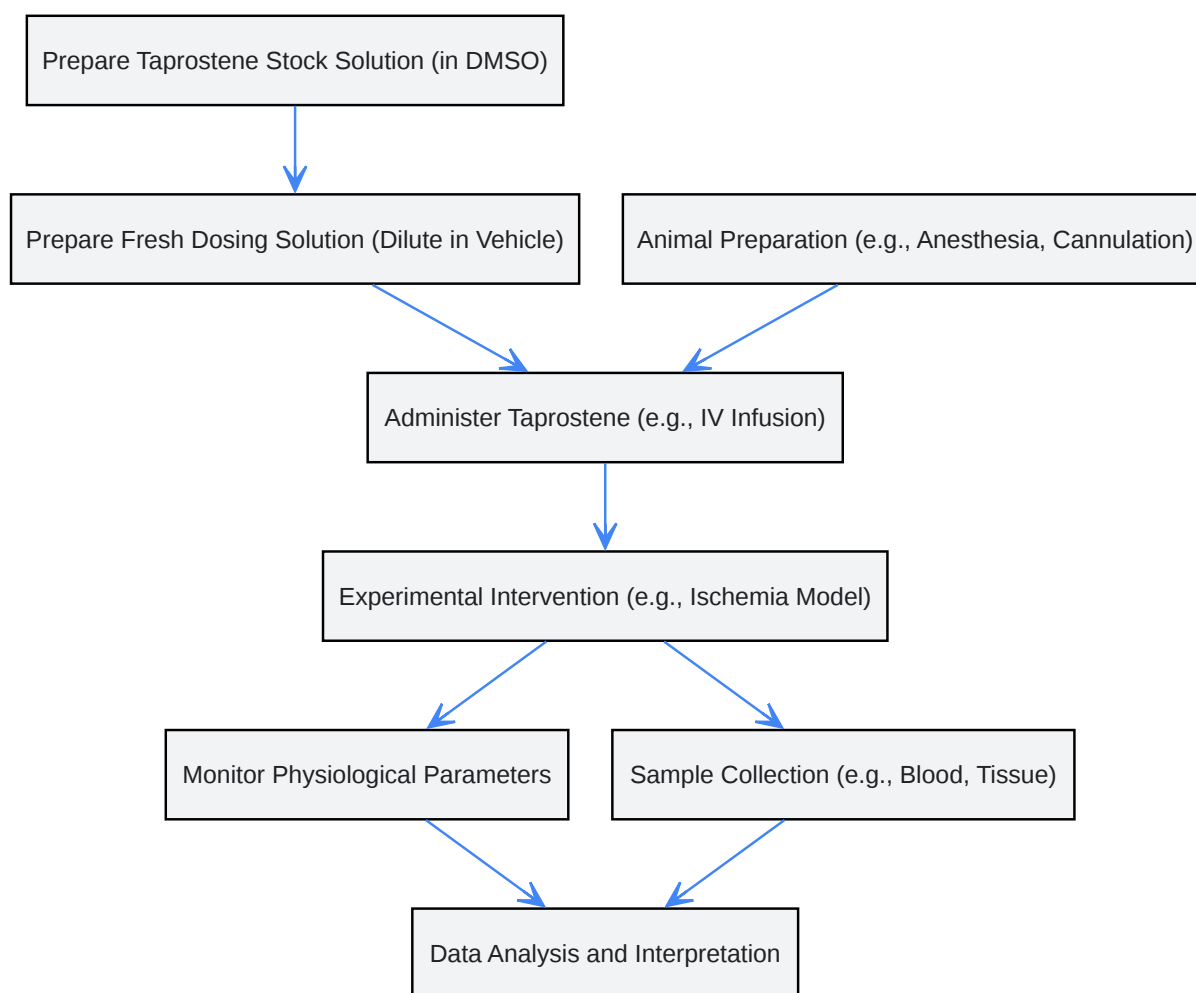 Prepare Taprostene Stock Solution (in DMSO)
Prepare Fresh Dosing Solution (Dilute in Vehicle)
Animal Preparation (e.g., Anesthesia, Cannulation)
Administer Taprostene (e.g., IV Infusion)
Experimental Intervention (e.g., Ischemia Model)
Monitor Physiological Parameters
Sample Collection (e.g., Blood, Tissue)
Data Analysis and Interpretation